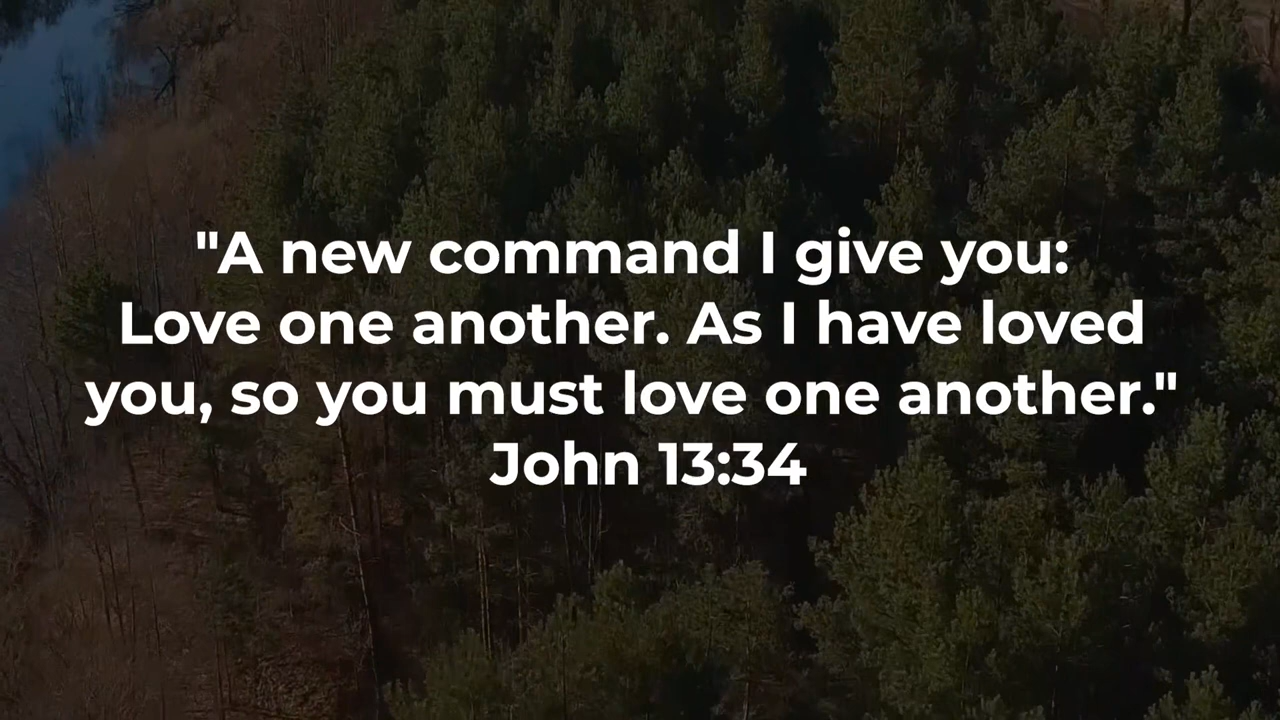 "A new command I give you:
Love one another. As I have loved
you, so you must love one another."
John 13:34